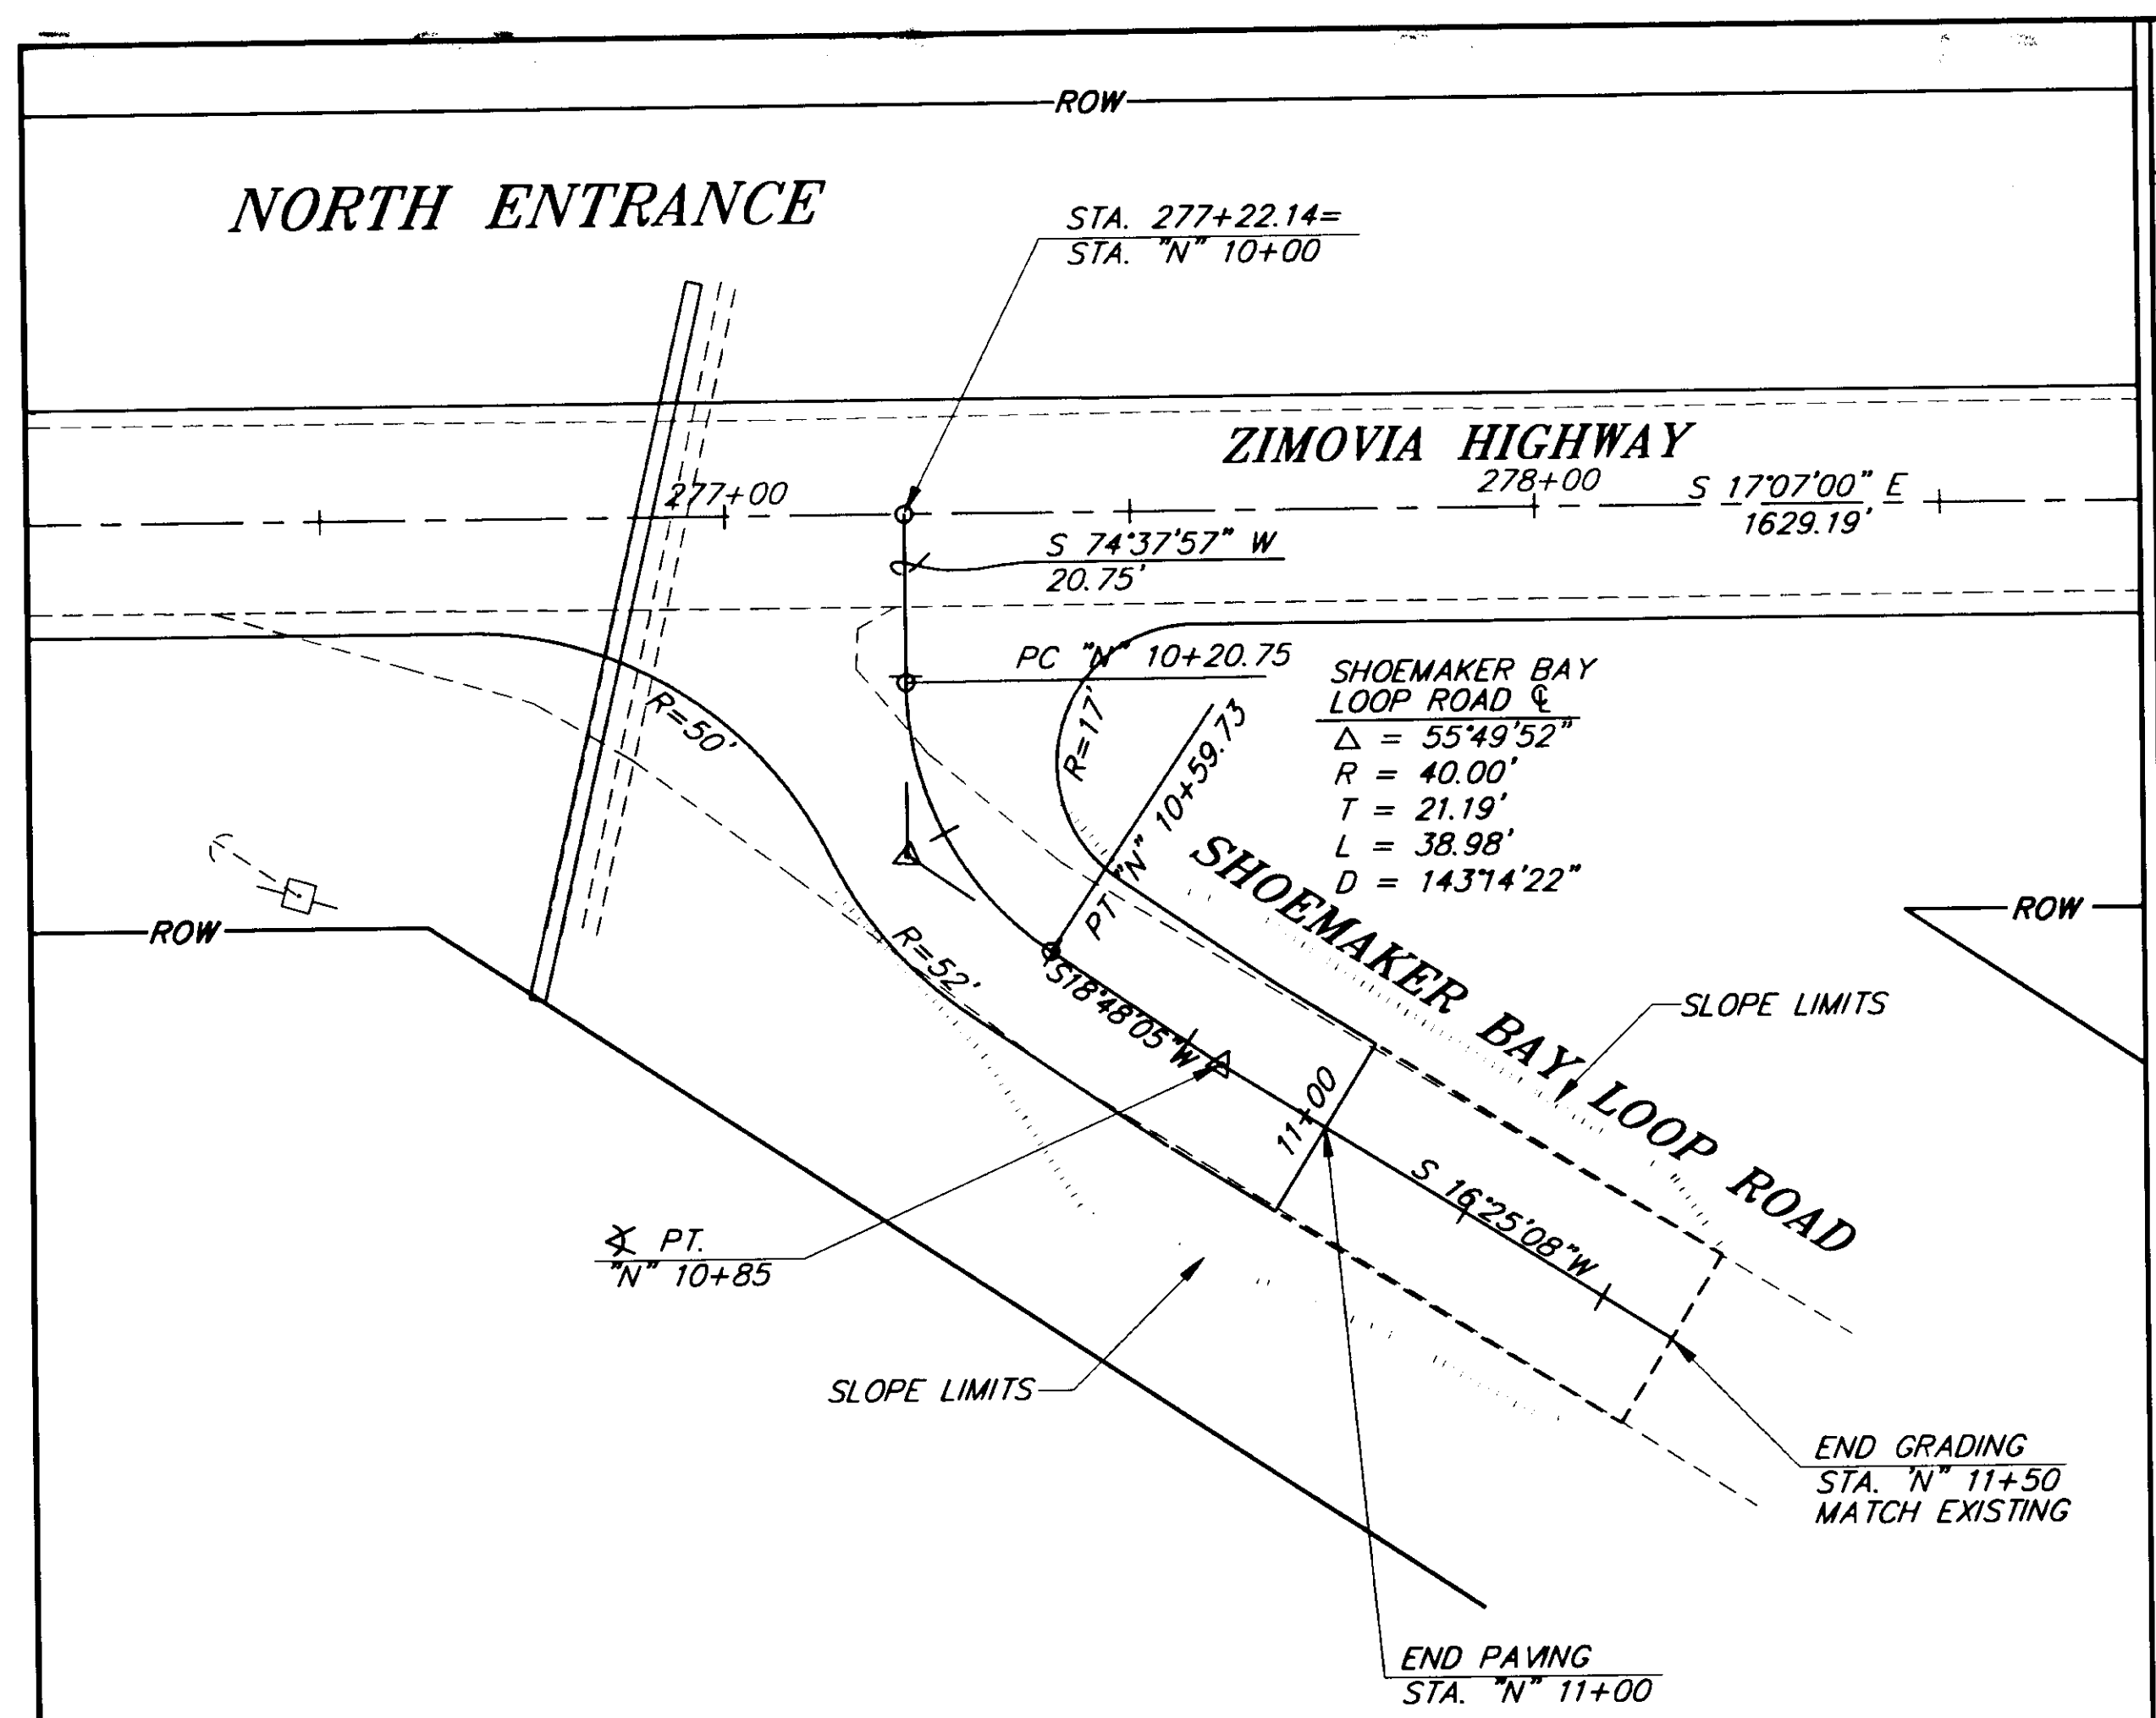 ROW
NORTH ENTRANCE
STA. 277+22.14=
STA. "N" 10+00
ZIMOVIA HIGHWAY
277+00
278+00
S 17°07'00" E
1629.19'
S 74°37'57" W
20.75'
PC "N" 10+20.75
R=50'
R=17'
PT "N" 10+59.73
SHOEMAKER BAY
LOOP ROAD ℄
Δ = 55°49'52"
R = 40.00'
T = 21.19'
L = 38.98'
D = 143°14'22"
ROW
ROW
R=52'
S18°48'05"W
SHOEMAKER BAY LOOP ROAD
SLOPE LIMITS
11+00
S 16°25'08"W
∡ PT.
"N" 10+85
SLOPE LIMITS
END GRADING
STA. "N" 11+50
MATCH EXISTING
END PAVING
STA. "N" 11+00